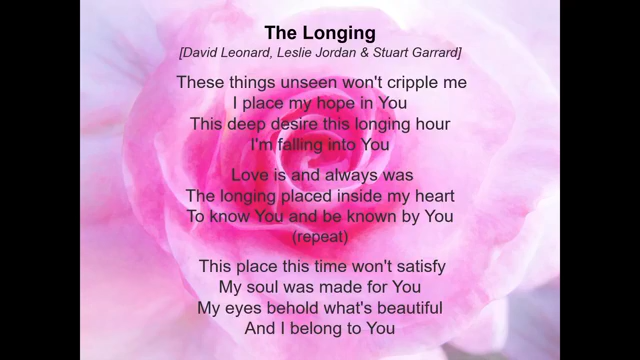 The Longing
[David Leonard, Leslie Jordan & Stuart Garrard]
These things unseen won't cripple me
I place my hope in You
This deep desire this longing hour
I'm falling into You
Love is and always was
The longing placed inside my heart
To know You and be known by You
(repeat)
This place this time won't satisfy
My soul was made for You
My eyes behold what's beautiful
And I belong to You